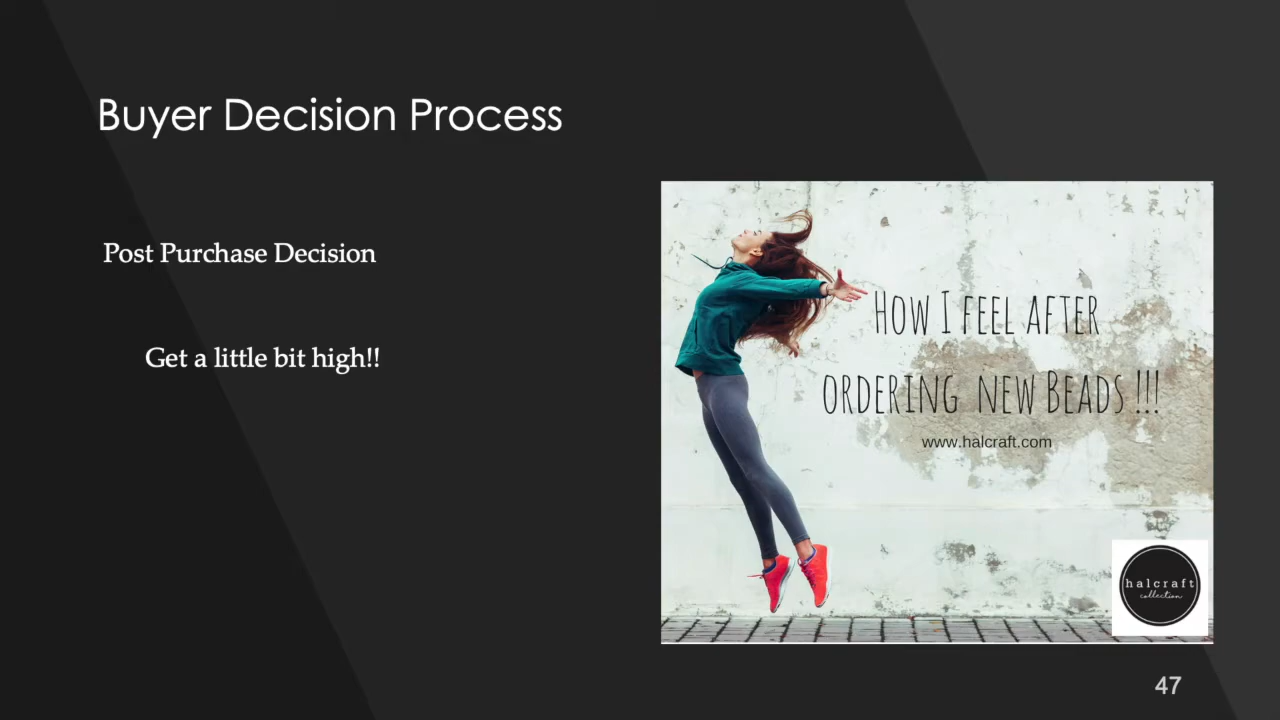 Buyer Decision Process
Post Purchase Decision
Get a little bit high!!
How I feel after
ordering new Beads !!!
www.halcraft.com
halcraft
collection
47